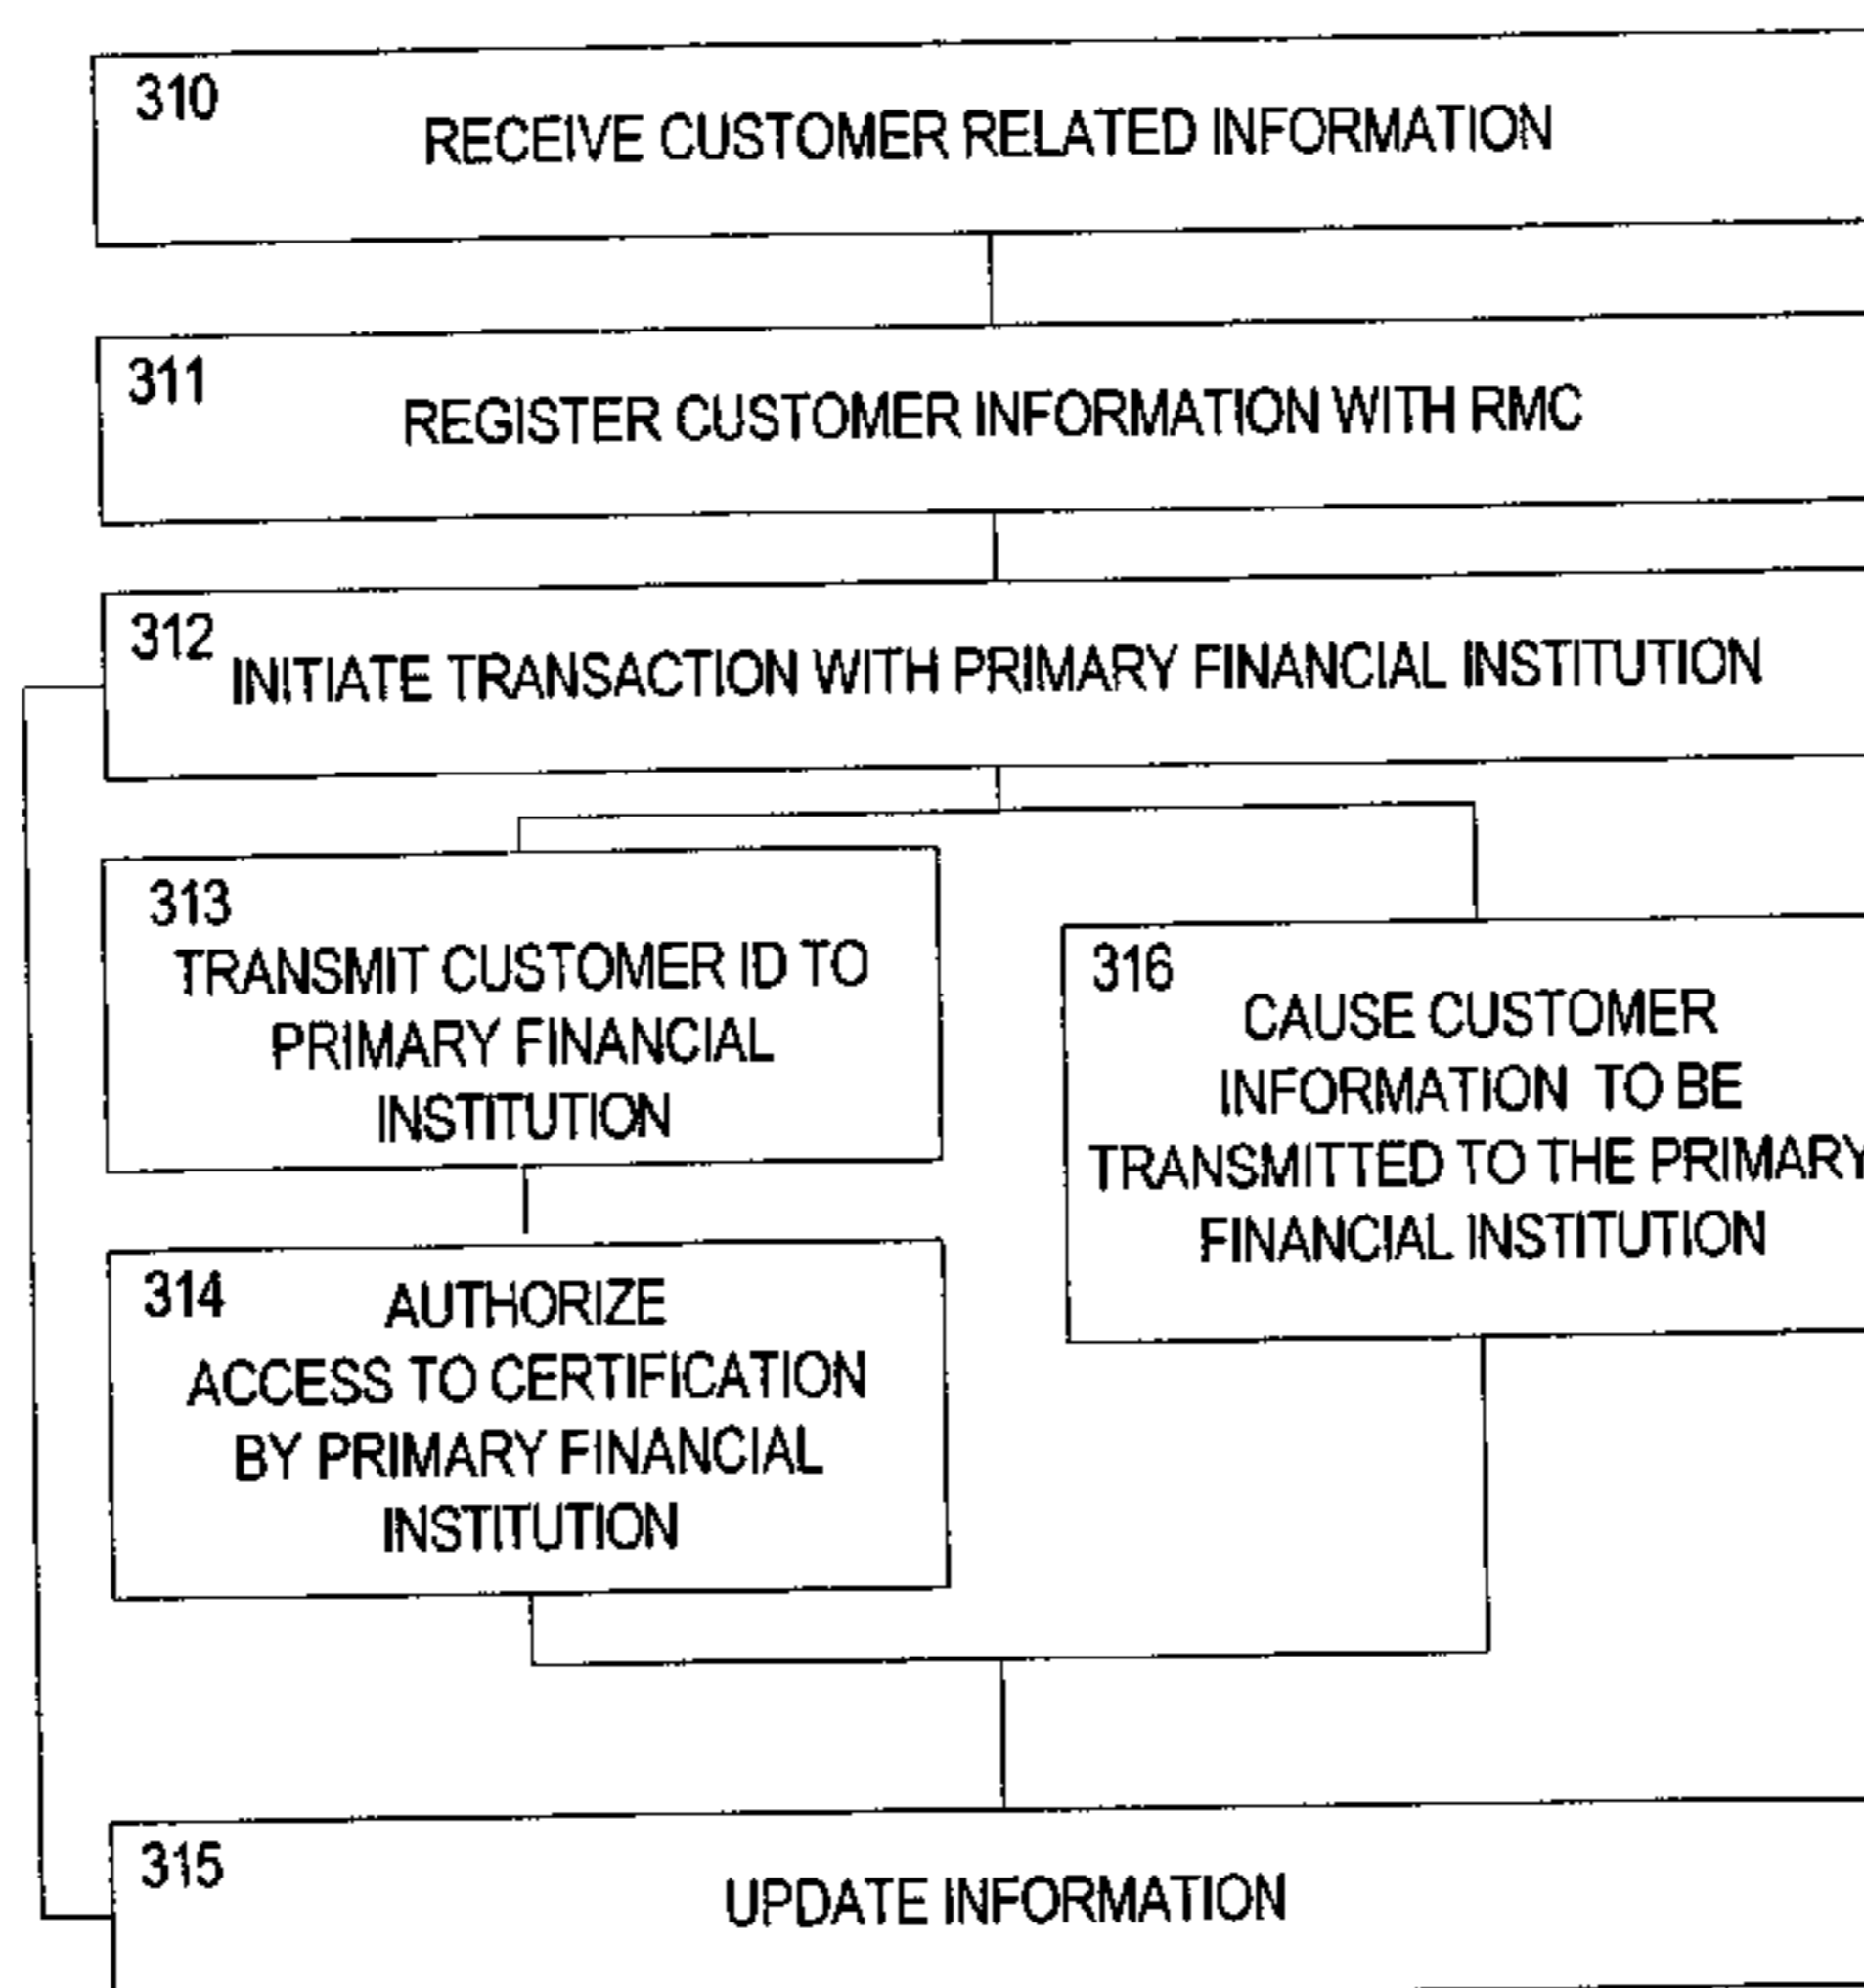 310
RECEIVE CUSTOMER RELATED INFORMATION
311
REGISTER CUSTOMER INFORMATION WITH RMC
312
INITIATE TRANSACTION WITH PRIMARY FINANCIAL INSTITUTION
313
TRANSMIT CUSTOMER ID TO
PRIMARY FINANCIAL
INSTITUTION
314
AUTHORIZE
ACCESS TO CERTIFICATION
BY PRIMARY FINANCIAL
INSTITUTION
316
CAUSE CUSTOMER
INFORMATION TO BE
TRANSMITTED TO THE PRIMARY
FINANCIAL INSTITUTION
315
UPDATE INFORMATION